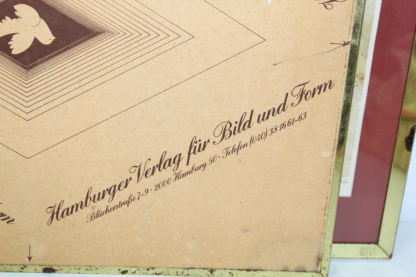 Hamburger Verlag für Bild und Form
Blücherstraße 7-9 · 2000 Hamburg 50 · Telefon (040) 38 16 61-63